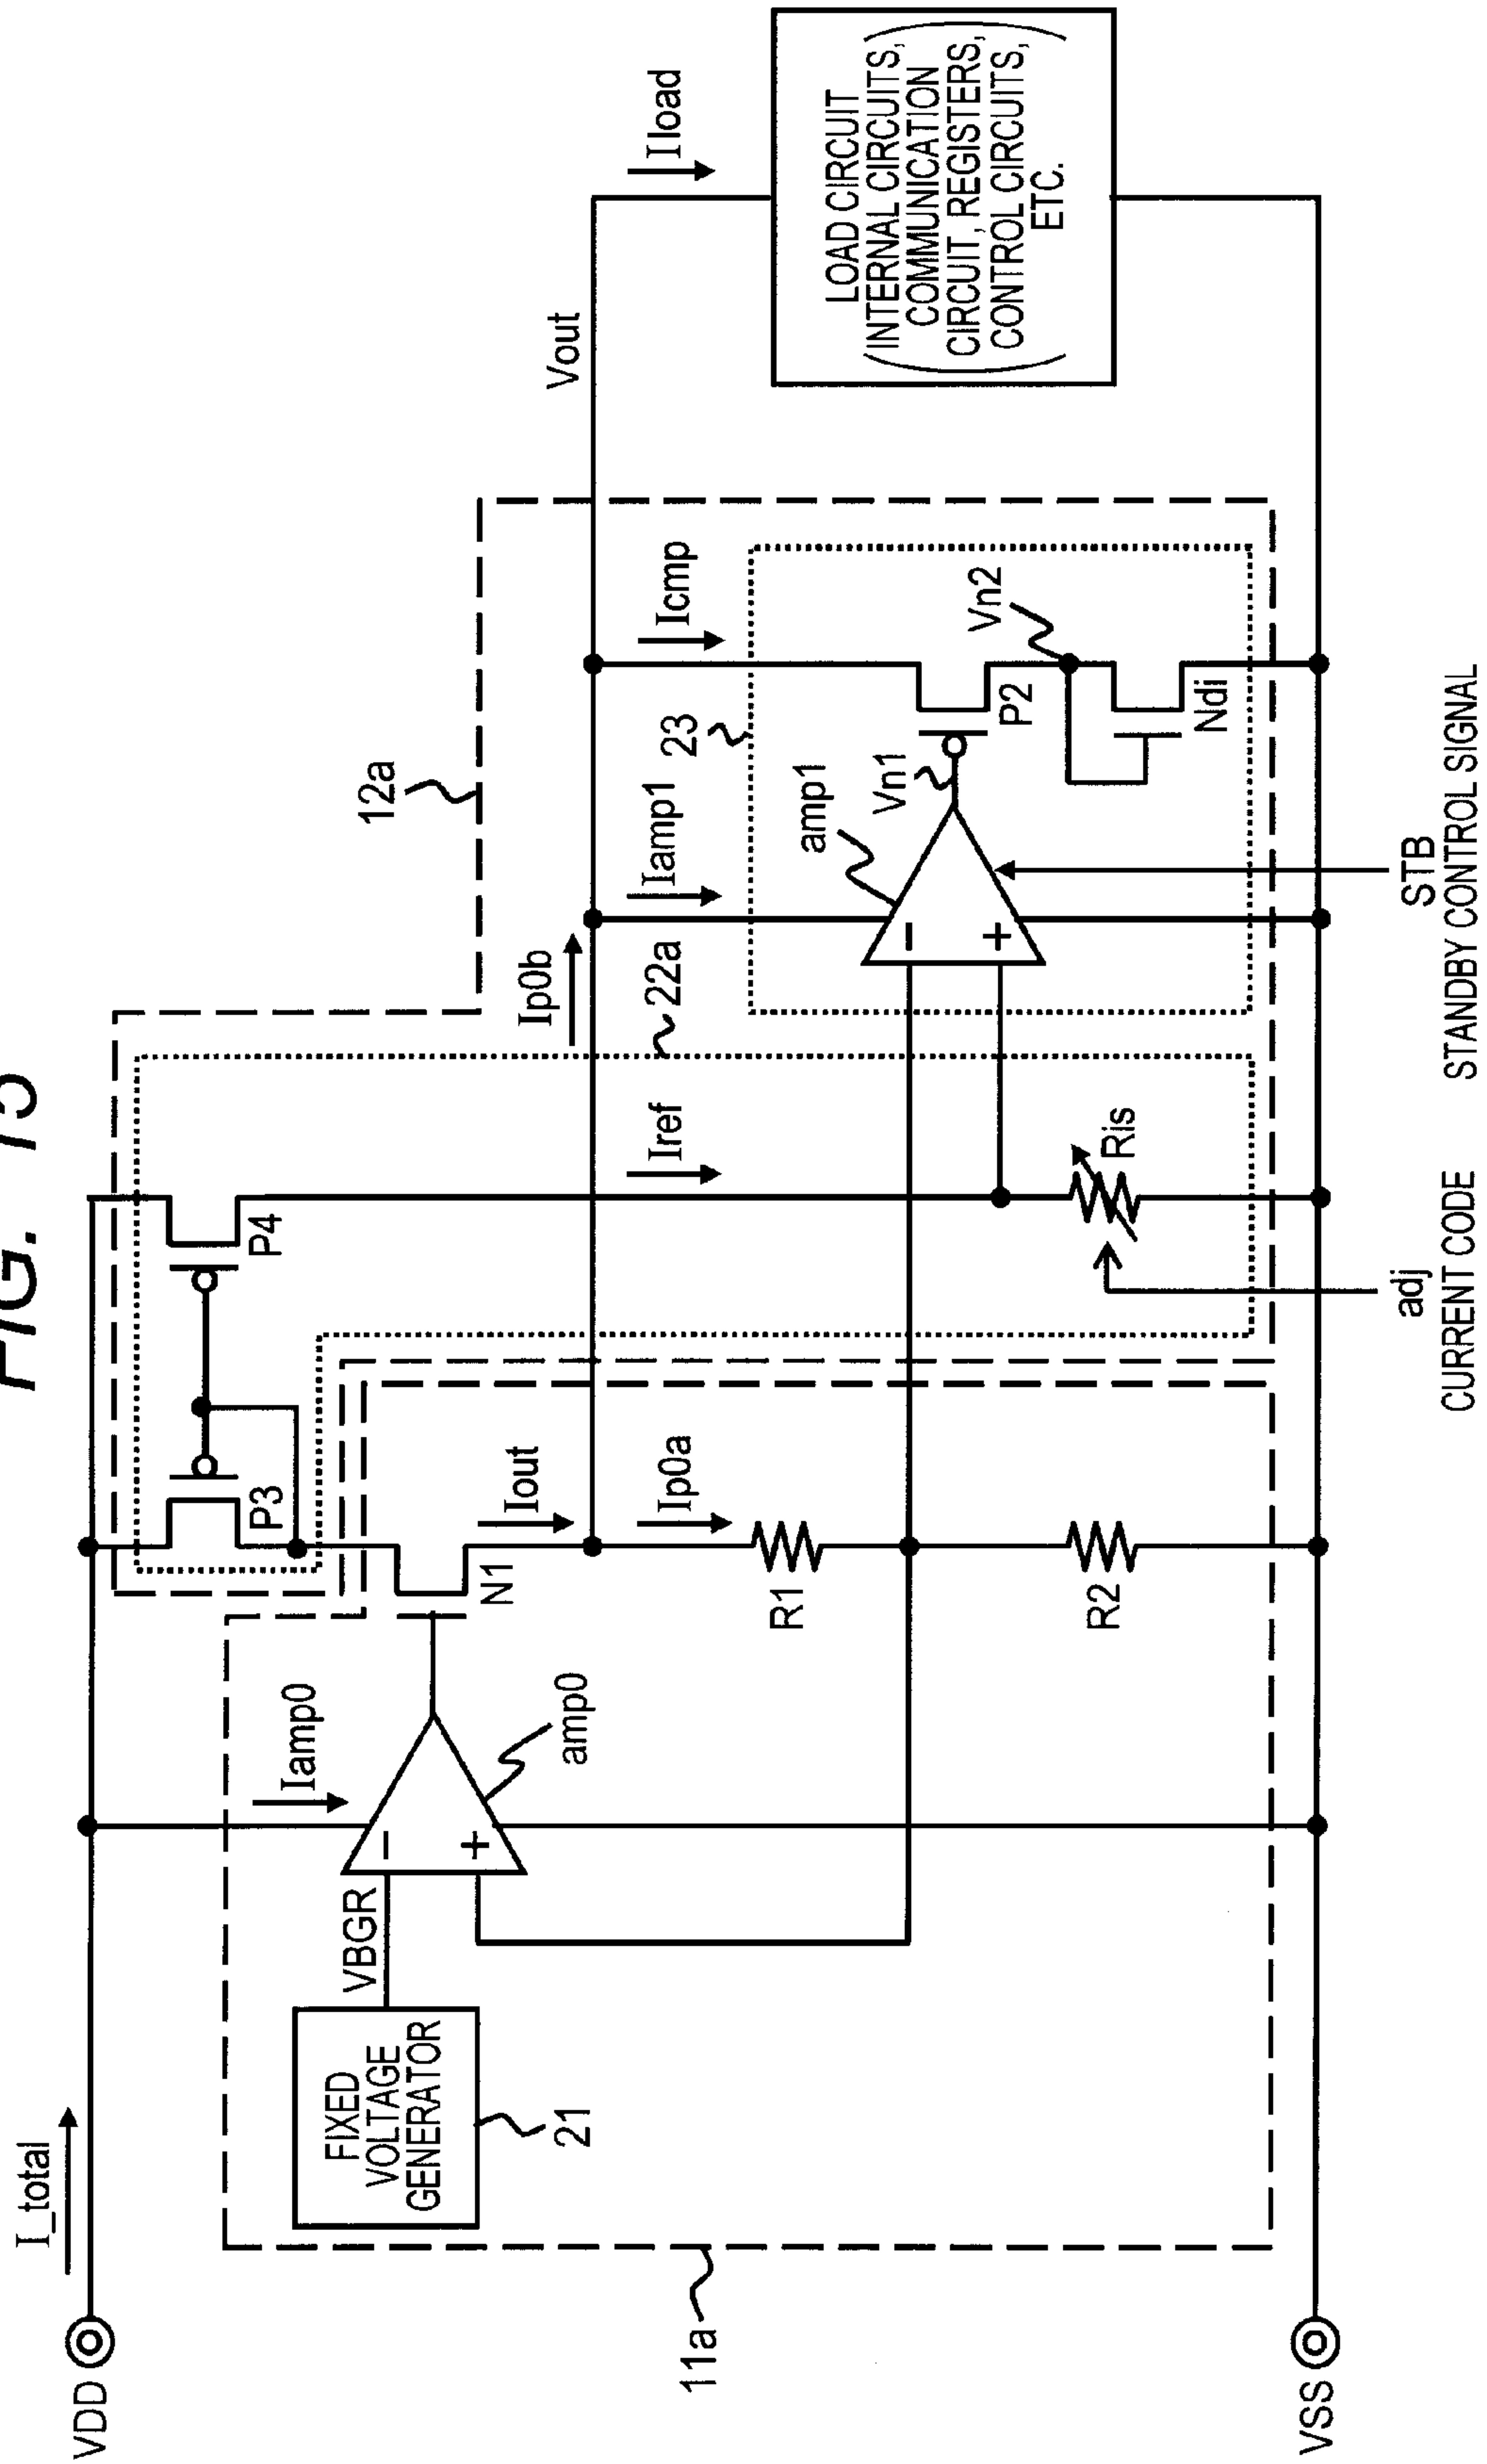 FIG. 15
I_total
VDD
VSS
11a
FIXED
VOLTAGE
GENERATOR
21
VBGR
Iamp0
amp0
−
+
N1
P3
P4
Iout
Ip0a
R1
R2
Iref
Ris
adj
CURRENT CODE
22a
Ip0b
12a
Iamp1
amp1
−
+
Vn1
23
Icmp
P2
Vn2
Ndi
STB
STANDBY CONTROL SIGNAL
Vout
Iload
LOAD CIRCUIT
(INTERNAL CIRCUITS,
COMMUNICATION
CIRCUIT, REGISTERS,
CONTROL CIRCUITS,
ETC.)